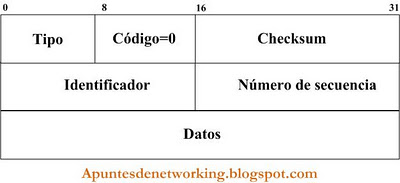 0 8 16 31
Tipo Código=0 Checksum
Identificador Número de secuencia
Datos
Apuntesdenetworking.blogspot.com